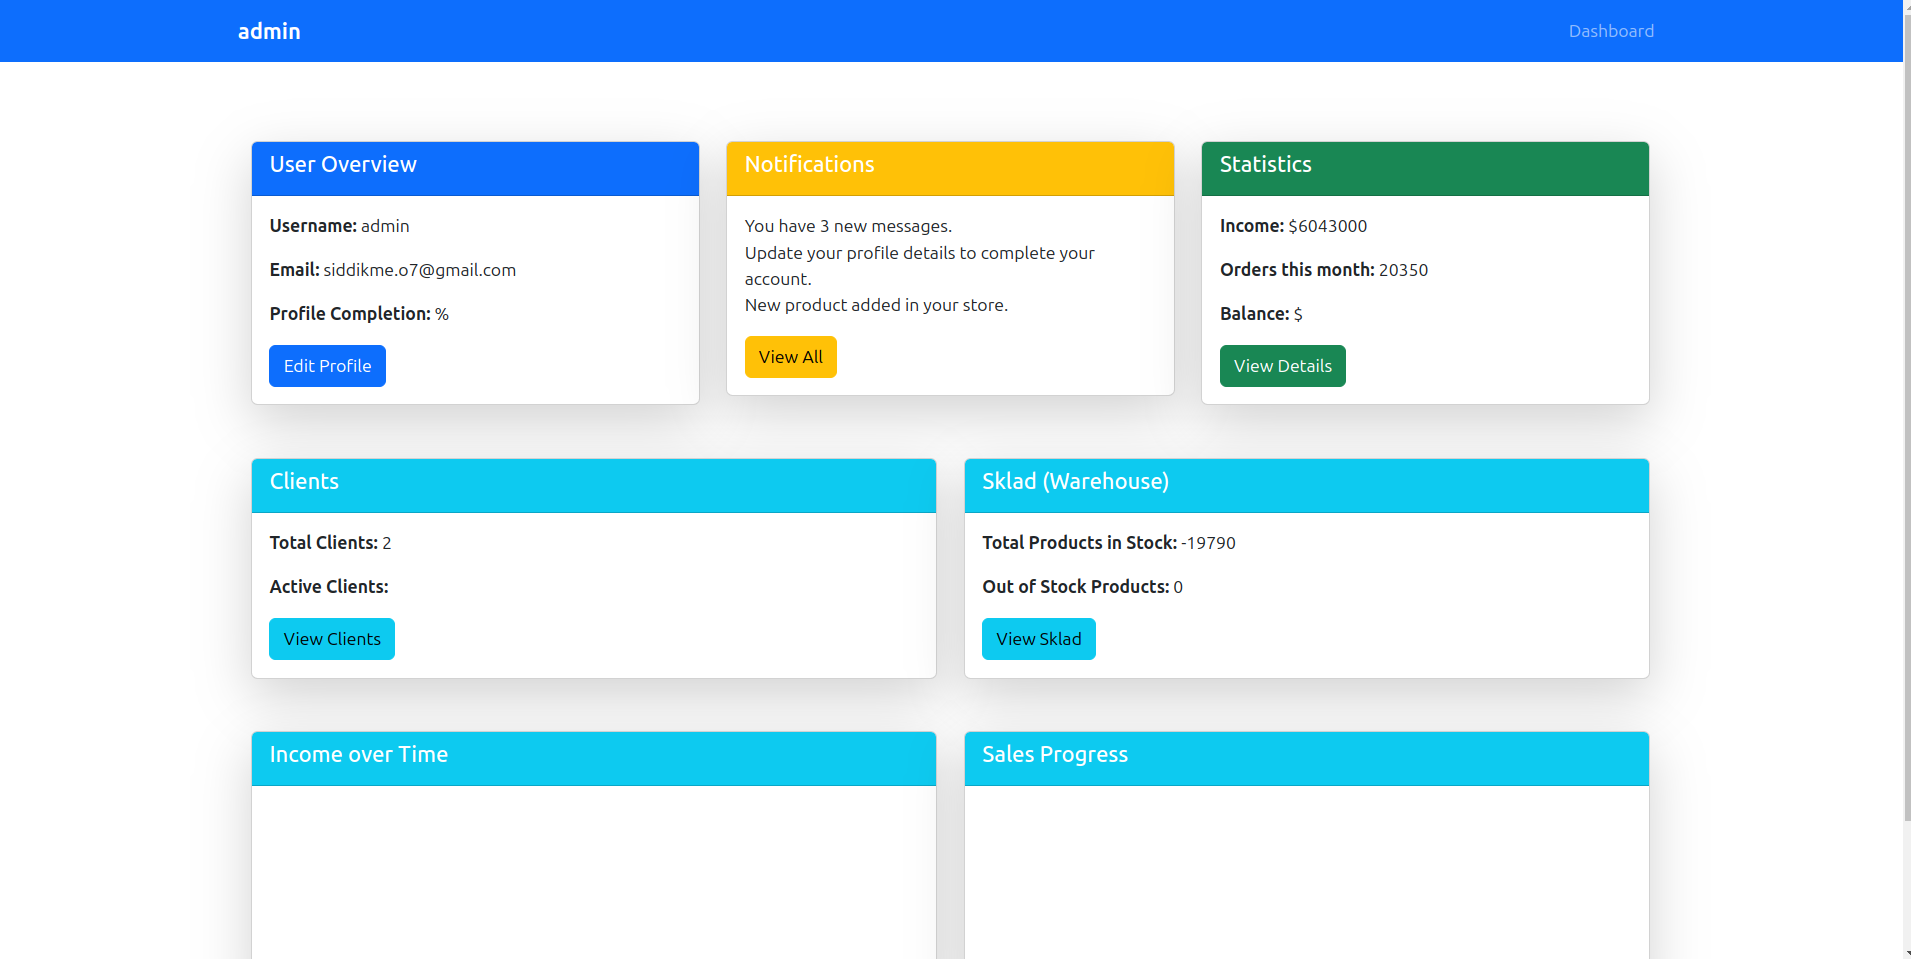 admin
Dashboard
User Overview
Username: admin
Email: siddikme.o7@gmail.com
Profile Completion: %
Edit Profile
Notifications
You have 3 new messages.
Update your profile details to complete your
account.
New product added in your store.
View All
Statistics
Income: $6043000
Orders this month: 20350
Balance: $
View Details
Clients
Total Clients: 2
Active Clients:
View Clients
Sklad (Warehouse)
Total Products in Stock: -19790
Out of Stock Products: 0
View Sklad
Income over Time
Sales Progress